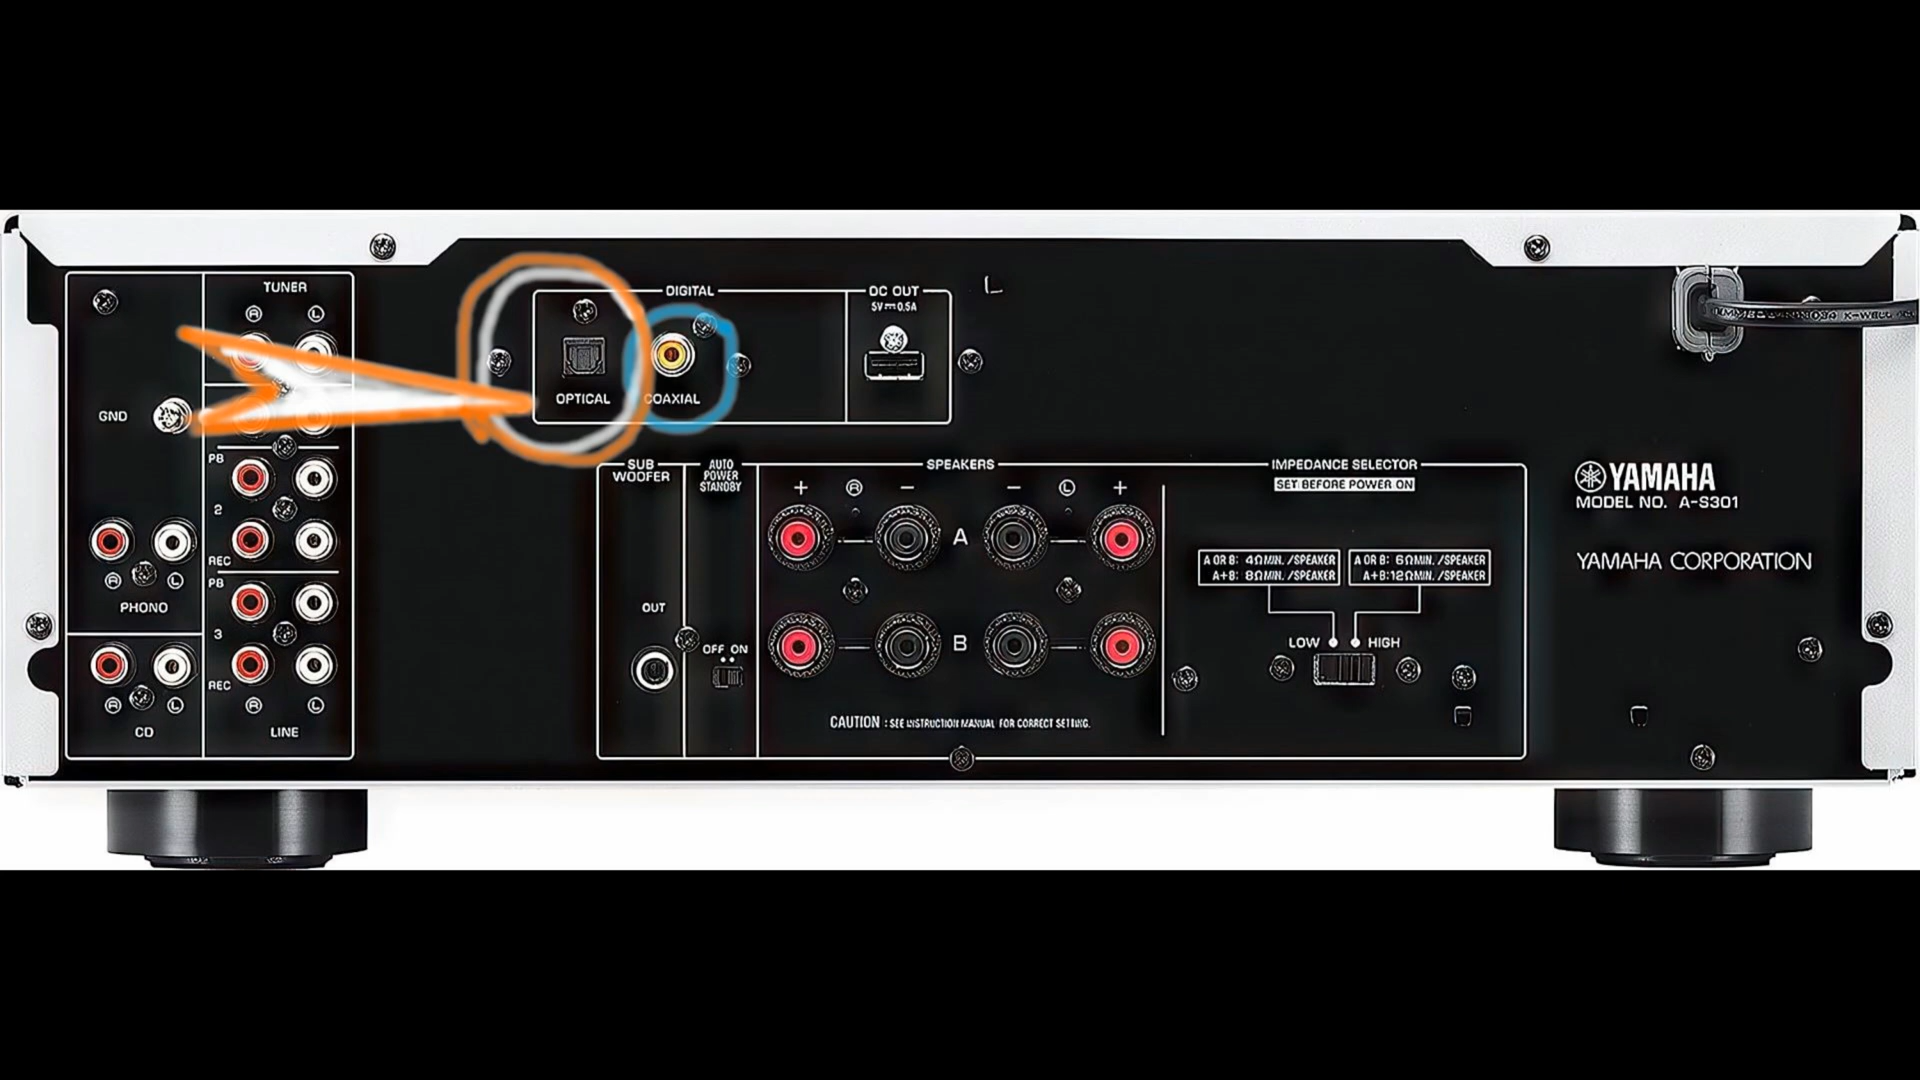 TUNER
R L
GND
PB
2
REC
PB
3
REC
R L
PHONO
R L
CD
R L
LINE
DIGITAL
OPTICAL
COAXIAL
DC OUT
5V 0.5A
SUB
WOOFER
OUT
AUTO
POWER
STANDBY
OFF ON
SPEAKERS
+ R - - L +
A
B
CAUTION : SEE INSTRUCTION MANUAL FOR CORRECT SETTING.
IMPEDANCE SELECTOR
SET BEFORE POWER ON
A OR B: 4ΩMIN. /SPEAKER
A+B: 8ΩMIN. /SPEAKER
A OR B: 6ΩMIN. /SPEAKER
A+B:12ΩMIN. /SPEAKER
LOW HIGH
YAMAHA
MODEL NO. A-S301
YAMAHA CORPORATION